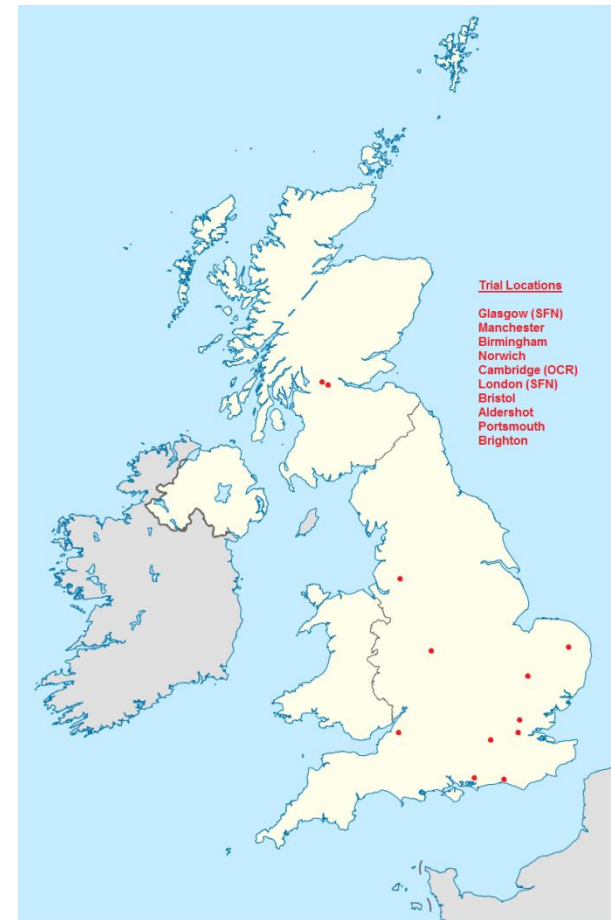 Trial Locations
Glasgow (SFN)
Manchester
Birmingham
Norwich
Cambridge (OCR)
London (SFN)
Bristol
Aldershot
Portsmouth
Brighton